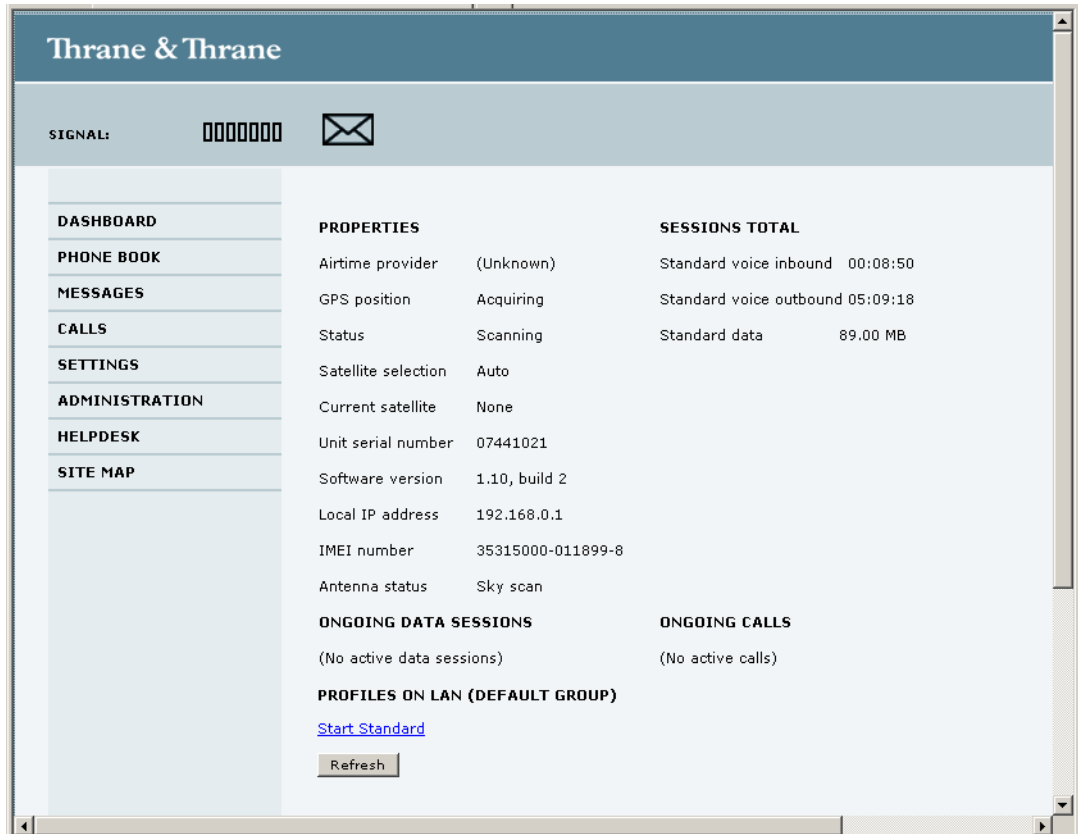 Thrane & Thrane
SIGNAL:
DASHBOARD
PHONE BOOK
MESSAGES
CALLS
SETTINGS
ADMINISTRATION
HELPDESK
SITE MAP
PROPERTIES
Airtime provider (Unknown)
GPS position Acquiring
Status Scanning
Satellite selection Auto
Current satellite None
Unit serial number 07441021
Software version 1.10, build 2
Local IP address 192.168.0.1
IMEI number 35315000-011899-8
Antenna status Sky scan
SESSIONS TOTAL
Standard voice inbound 00:08:50
Standard voice outbound 05:09:18
Standard data 89.00 MB
ONGOING DATA SESSIONS
(No active data sessions)
ONGOING CALLS
(No active calls)
PROFILES ON LAN (DEFAULT GROUP)
Start Standard
Refresh